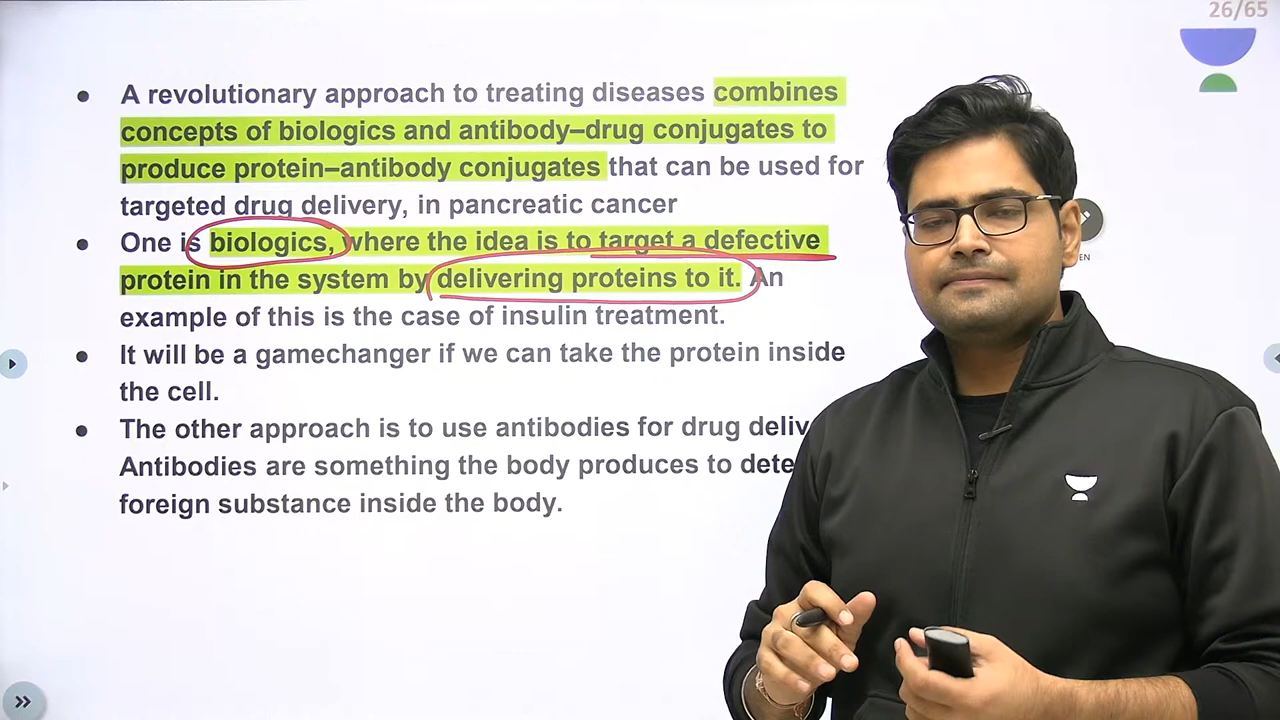 26/65
A revolutionary approach to treating diseases combines
concepts of biologics and antibody–drug conjugates to
produce protein–antibody conjugates that can be used for
targeted drug delivery, in pancreatic cancer
One is biologics, where the idea is to target a defective
protein in the system by delivering proteins to it. An
example of this is the case of insulin treatment.
It will be a gamechanger if we can take the protein inside
the cell.
The other approach is to use antibodies for drug deliv
Antibodies are something the body produces to dete
foreign substance inside the body.
EN